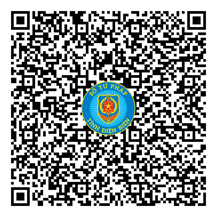 SỞ TƯ PHÁP
TỈNH ĐIỆN BIÊN